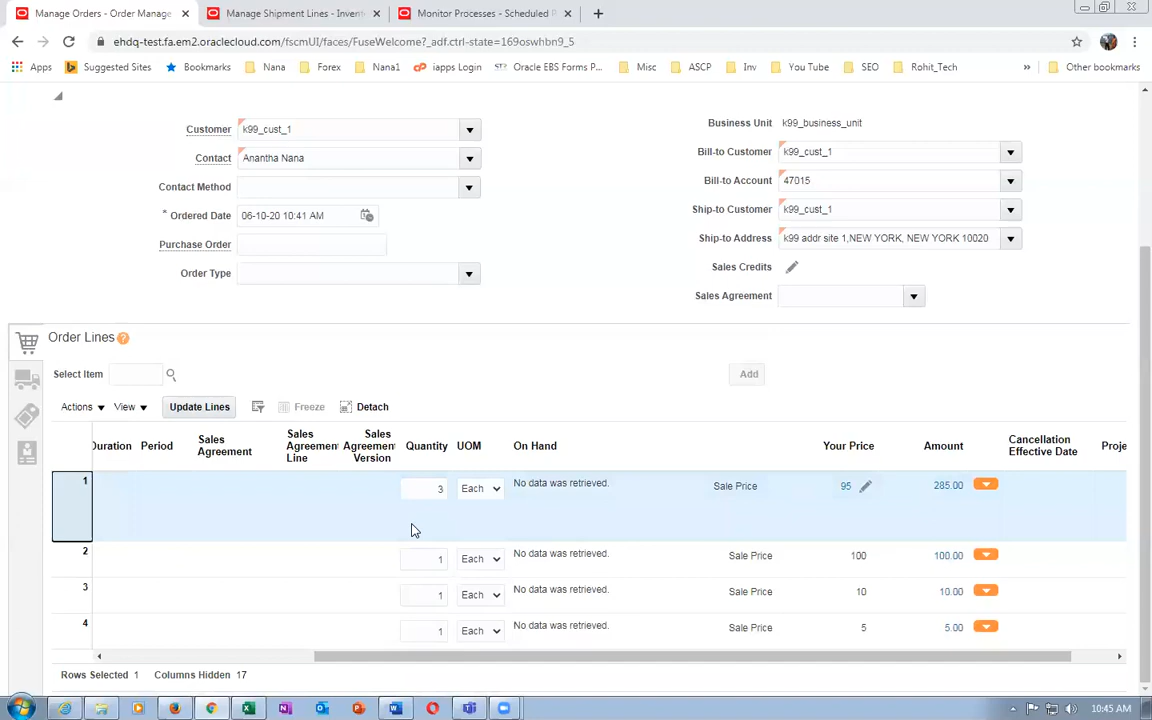 Manage Orders - Order Manage
Manage Shipment Lines - Invent
Monitor Processes - Scheduled P
ehdq-test.fa.em2.oraclecloud.com/fscmUI/faces/FuseWelcome?_adf.ctrl-state=169oswhbn9_5
Apps Suggested Sites Bookmarks Nana Forex Nana1 iapps Login Oracle EBS Forms P... Misc ASCP Inv You Tube SEO Rohit_Tech » Other bookmarks
Customer k99_cust_1
Contact Anantha Nana
Contact Method
* Ordered Date 06-10-20 10:41 AM
Purchase Order
Order Type
Business Unit k99_business_unit
Bill-to Customer k99_cust_1
Bill-to Account 47015
Ship-to Customer k99_cust_1
Ship-to Address k99 addr site 1,NEW YORK, NEW YORK 10020
Sales Credits
Sales Agreement
Order Lines ?
Select Item Add
Actions View Update Lines Freeze Detach
Duration Period Sales Agreement Sales Agreement Line Sales Agreement Version Quantity UOM On Hand Your Price Amount Cancellation Effective Date Proje
1 3 Each No data was retrieved. Sale Price 95 285.00
2 1 Each No data was retrieved. Sale Price 100 100.00
3 1 Each No data was retrieved. Sale Price 10 10.00
4 1 Each No data was retrieved. Sale Price 5 5.00
Rows Selected 1 Columns Hidden 17
10:45 AM